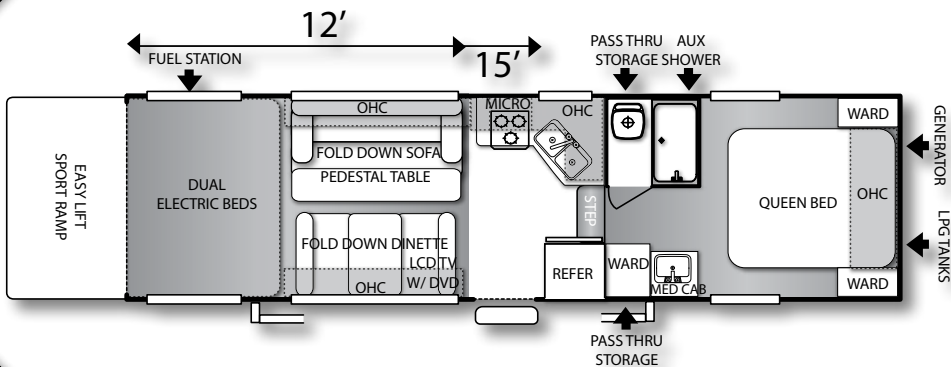 12’
15’
FUEL STATION
PASS THRU
STORAGE
AUX
SHOWER
EASY LIFT
SPORT RAMP
DUAL
ELECTRIC BEDS
OHC
FOLD DOWN SOFA
PEDESTAL TABLE
FOLD DOWN DINETTE
LCD TV
W/ DVD
OHC
MICRO
OHC
STEP
REFER
WARD
MED CAB
QUEEN BED
WARD
OHC
WARD
GENERATOR
LPG TANKS
PASS THRU
STORAGE